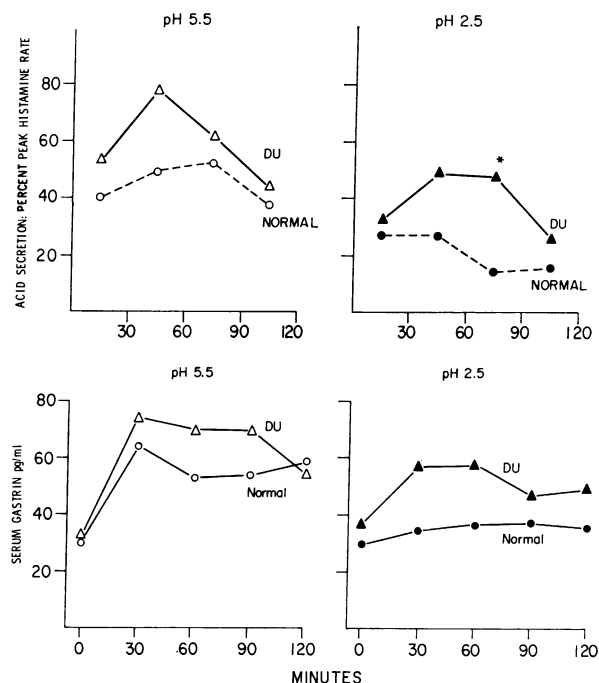 pH 5.5
pH 2.5
ACID SECRETION: PERCENT PEAK HISTAMINE RATE
80
60
40
20
DU
NORMAL
*
DU
NORMAL
30 60 90 120
30 60 90 120
pH 5.5
pH 2.5
SERUM GASTRIN pg/ml
80
60
40
20
DU
Normal
DU
Normal
0 30 60 90 120
0 30 60 90 120
MINUTES